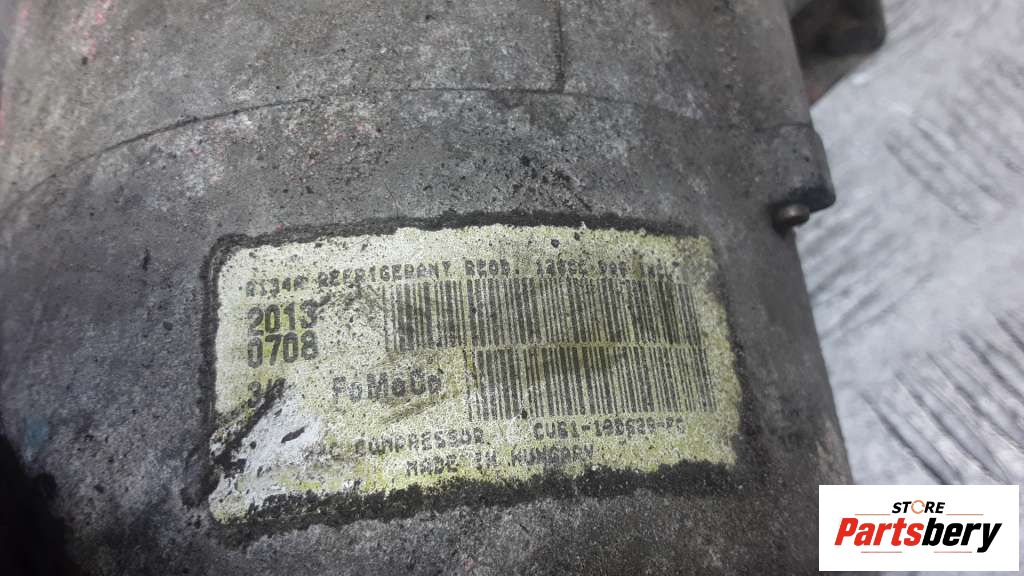 R134A REFRIGERANT REQD.
2013
0708
FoMoCo
COMPRESSOR
MADE IN HUNGARY
STORE
Partsbery